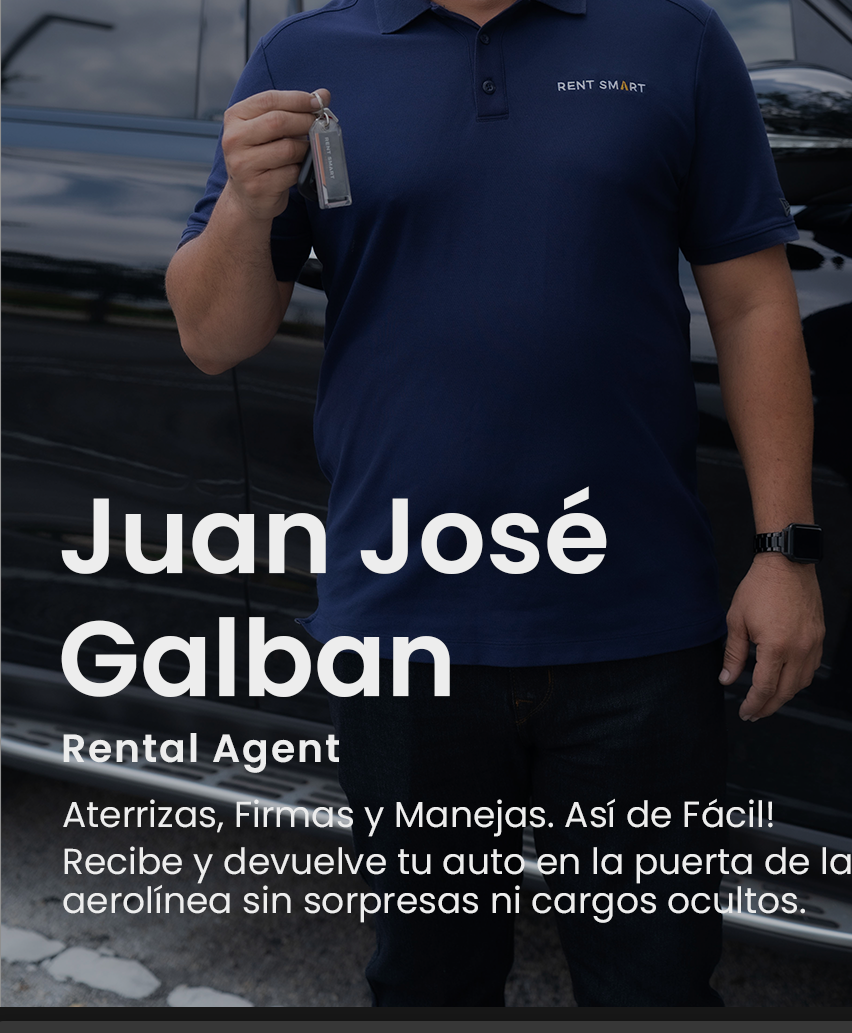 RENT SMART
RENT SMART
Juan José
Galban
Rental Agent
Aterrizas, Firmas y Manejas. Así de Fácil!
Recibe y devuelve tu auto en la puerta de la
aerolínea sin sorpresas ni cargos ocultos.